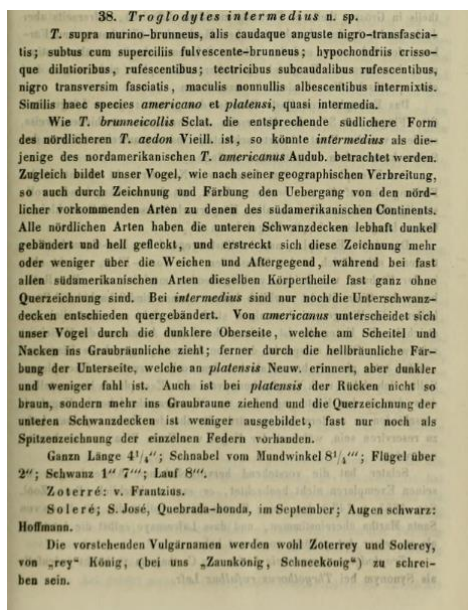 38. Troglodytes intermedius n. sp.
T. supra murino-brunneus, alis caudaque anguste nigro-transfascia-
tis; subtus cum superciliis fulvescente-brunneus; hypochondriis crisso-
que dilutioribus, rufescentibus; tectricibus subcaudalibus rufescentibus,
nigro transversim fasciatis, maculis nonnullis albescentibus intermixtis.
Similis haec species americano et platensi, quasi intermedia.
Wie T. brunneicollis Sclat. die entsprechende südlichere Form
des nördlicheren T. aedon Vieill. ist, so könnte intermedius als die-
jenige des nordamerikanischen T. americanus Audub. betrachtet werden.
Zugleich bildet unser Vogel, wie nach seiner geographischen Verbreitung,
so auch durch Zeichnung und Färbung den Uebergang von den nörd-
licher vorkommenden Arten zu denen des südamerikanischen Continents.
Alle nördlichen Arten haben die unteren Schwanzdecken lebhaft dunkel
gebändert und hell gefleckt, und erstreckt sich diese Zeichnung mehr
oder weniger über die Weichen und Aftergegend, während bei fast
allen südamerikanischen Arten dieselben Körpertheile fast ganz ohne
Querzeichnung sind. Bei intermedius sind nur noch die Unterschwanz-
decken entschieden quergebändert. Von americanus unterscheidet sich
unser Vogel durch die dunklere Oberseite, welche am Scheitel und
Nacken ins Graubräunliche zieht; ferner durch die hellbräunliche Fär-
bung der Unterseite, welche an platensis Neuw. erinnert, aber dunkler
und weniger fahl ist. Auch ist bei platensis der Rücken nicht so
braun, sondern mehr ins Graubraune ziehend und die Querzeichnung der
unteren Schwanzdecken ist weniger ausgebildet, fast nur noch als
Spitzenzeichnung der einzelnen Federn vorhanden.
Ganzn Länge 4¹/₄"; Schnabel vom Mundwinkel 8¹/₄'"; Flügel über
2"; Schwanz 1" 7'"; Lauf 8'".
Zoterré: v. Frantzius.
Soleré; S. José, Quebrada-honda, im September; Augen schwarz:
Hoffmann.
Die vorstehenden Vulgärnamen werden wohl Zoterrey und Solerey,
von „rey" König, (bei uns „Zaunkönig, Schneekönig") zu schrei-
ben sein.